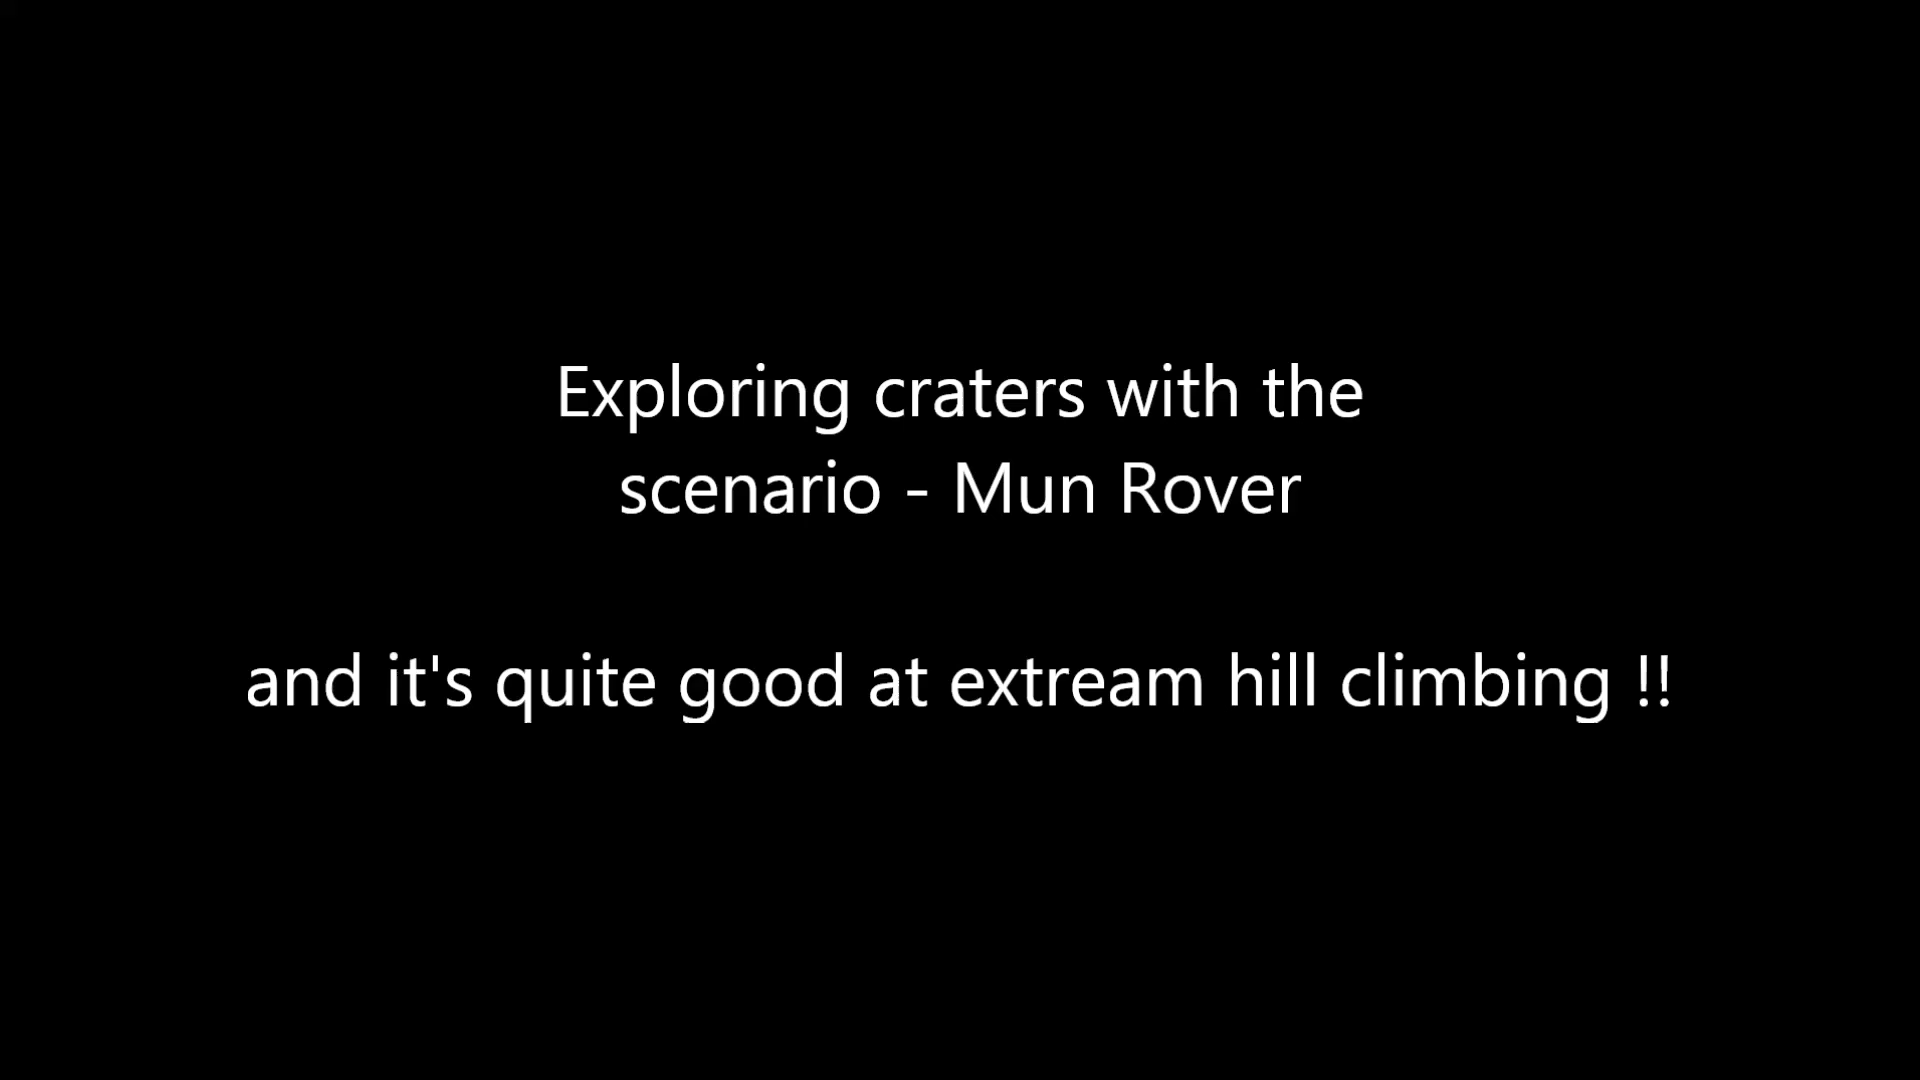 Exploring craters with the
scenario - Mun Rover
and it's quite good at extream hill climbing !!